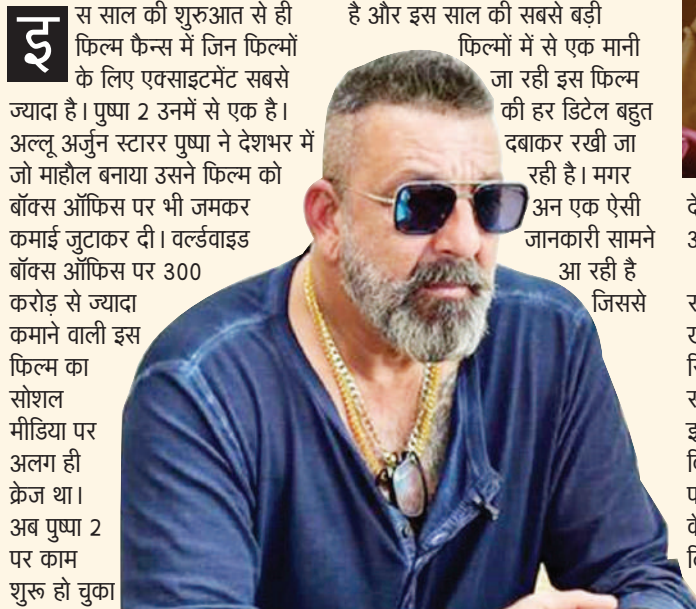 इस साल की शुरुआत से ही
फिल्म फैन्स में जिन फिल्मों
के लिए एक्साइटमेंट सबसे
ज्यादा है। पुष्पा 2 उनमें से एक है।
अल्लू अर्जुन स्टारर पुष्पा ने देशभर में
जो माहौल बनाया उसने फिल्म को
बॉक्स ऑफिस पर भी जमकर
कमाई जुटाकर दी। वर्ल्डवाइड
बॉक्स ऑफिस पर 300
करोड़ से ज्यादा
कमाने वाली इस
फिल्म का
सोशल
मीडिया पर
अलग ही
क्रेज था।
अब पुष्पा 2
पर काम
शुरू हो चुका
है और इस साल की सबसे बड़ी
फिल्मों में से एक मानी
जा रही इस फिल्म
की हर डिटेल बहुत
दबाकर रखी जा
रही है। मगर
अन एक ऐसी
जानकारी सामने
आ रही है
जिससे